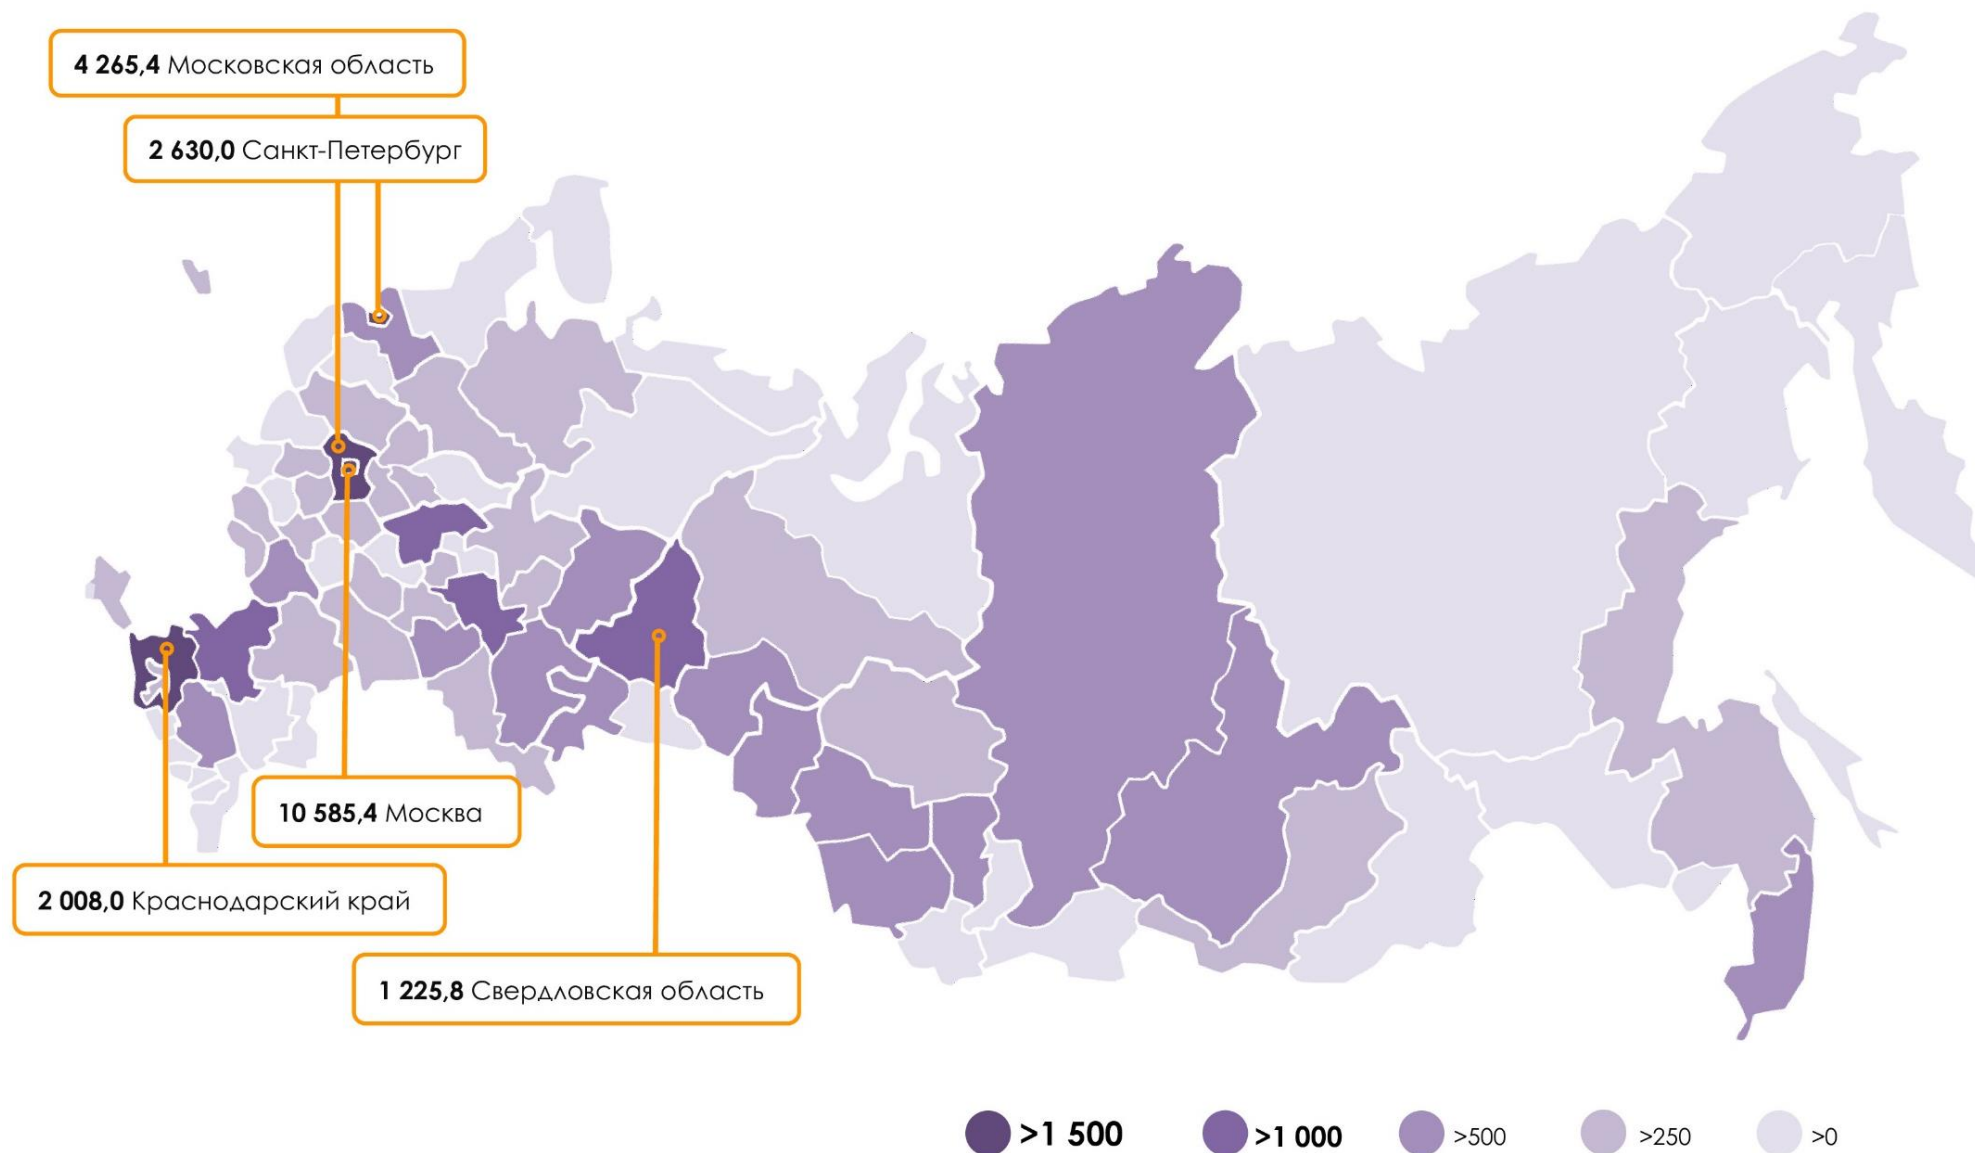 4 265,4 Московская область
2 630,0 Санкт-Петербург
10 585,4 Москва
2 008,0 Краснодарский край
1 225,8 Свердловская область
>1 500 >1 000 >500 >250 >0